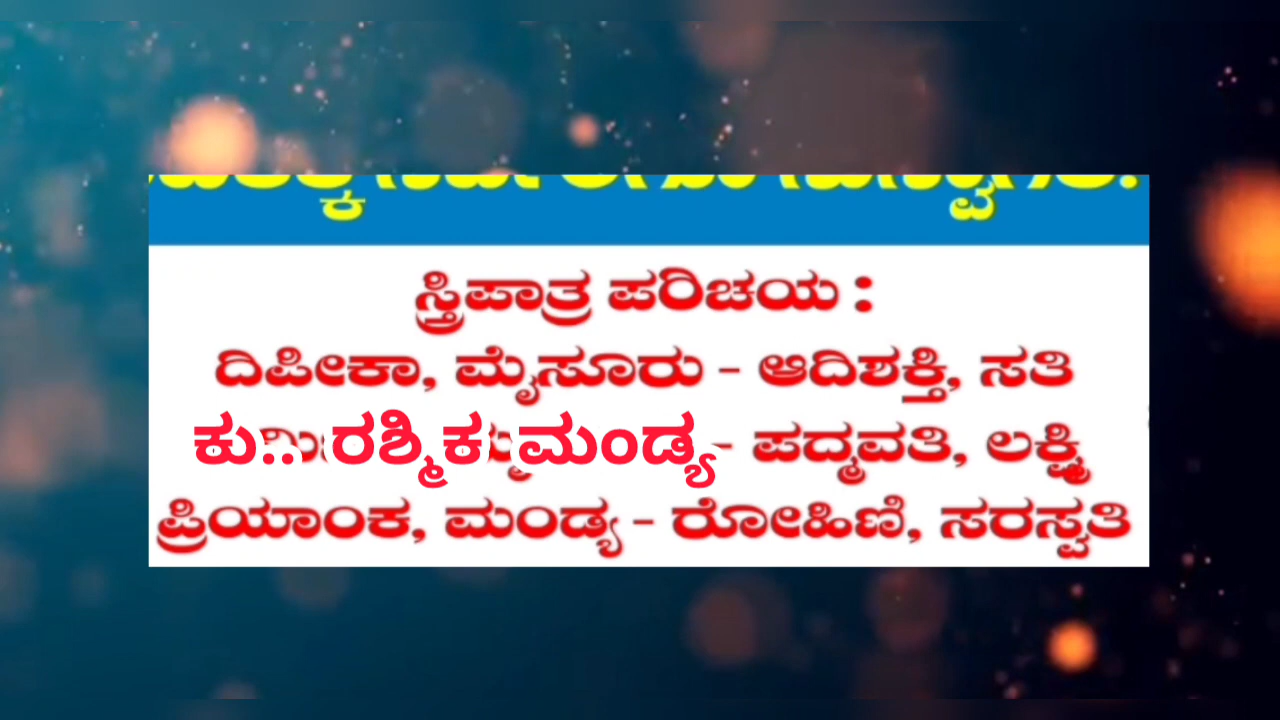 ಸ್ತ್ರಿಪಾತ್ರ ಪರಿಚಯ :
ದಿಪೀಕಾ, ಮೈಸೂರು - ಆದಿಶಕ್ತಿ, ಸತಿ
ಕು.. ರಶ್ಮಿಕ ಮಂಡ್ಯ - ಪದ್ಮವತಿ, ಲಕ್ಷ್ಮಿ
ಪ್ರಿಯಾಂಕ, ಮಂಡ್ಯ - ರೋಹಿಣಿ, ಸರಸ್ವತಿ